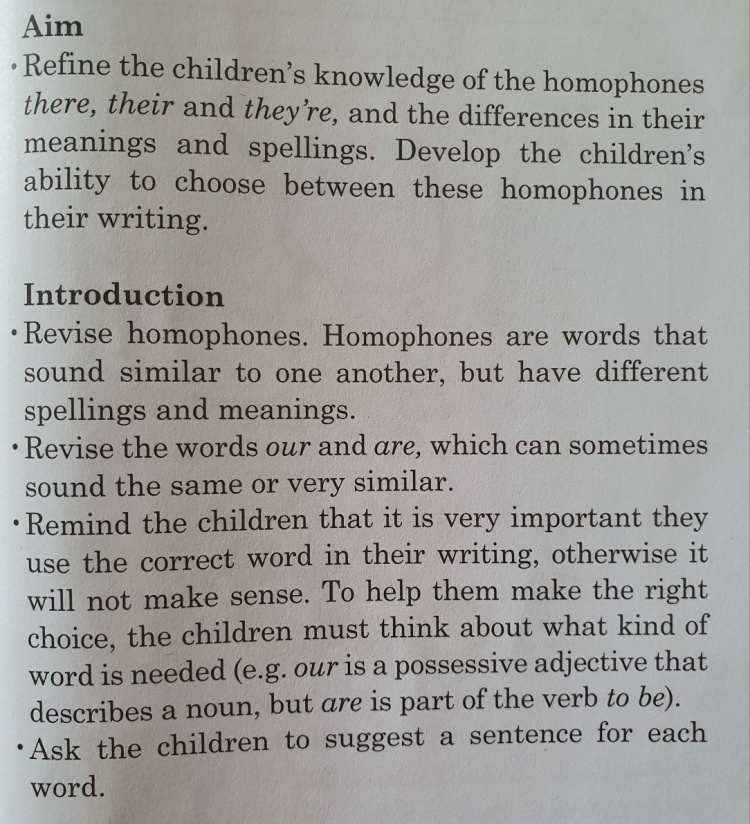 Aim
• Refine the children's knowledge of the homophones
there, their and they're, and the differences in their
meanings and spellings. Develop the children's
ability to choose between these homophones in
their writing.
Introduction
• Revise homophones. Homophones are words that
sound similar to one another, but have different
spellings and meanings.
• Revise the words our and are, which can sometimes
sound the same or very similar.
• Remind the children that it is very important they
use the correct word in their writing, otherwise it
will not make sense. To help them make the right
choice, the children must think about what kind of
word is needed (e.g. our is a possessive adjective that
describes a noun, but are is part of the verb to be).
• Ask the children to suggest a sentence for each
word.